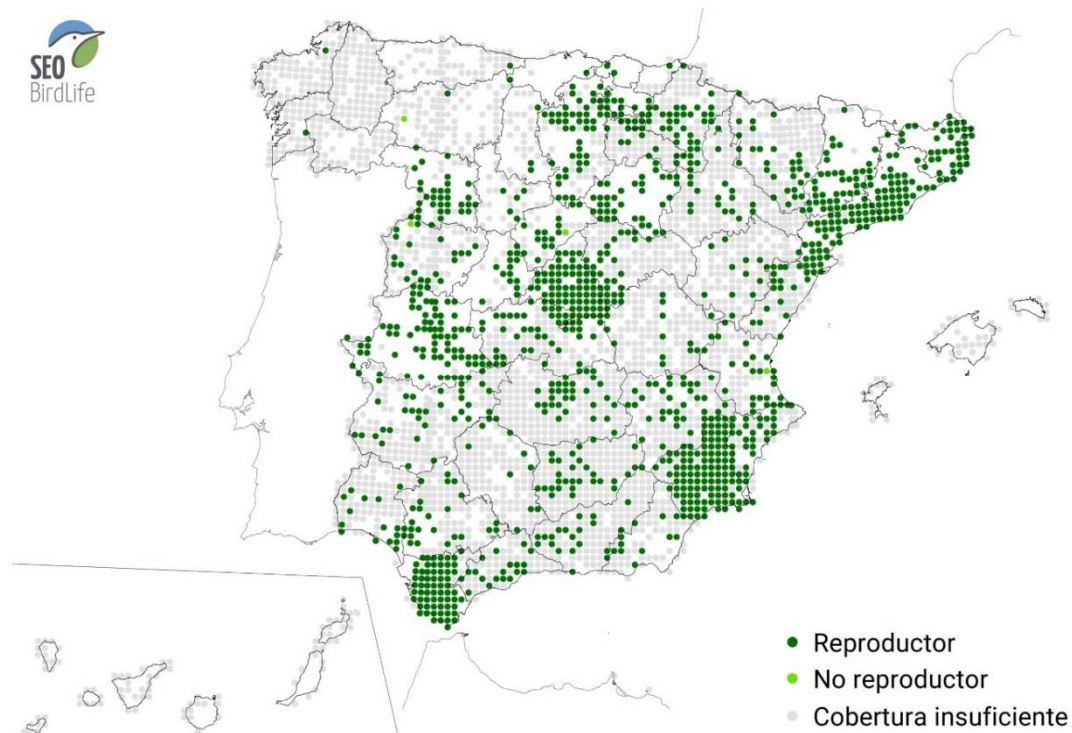 SEO
BirdLife
Reproductor
No reproductor
Cobertura insuficiente